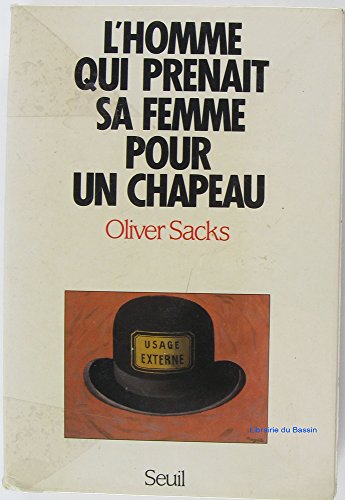 L'HOMME
QUI PRENAIT
SA FEMME
POUR
UN CHAPEAU
Oliver Sacks
USAGE
EXTERNE
Librairie du Bassin
Seuil